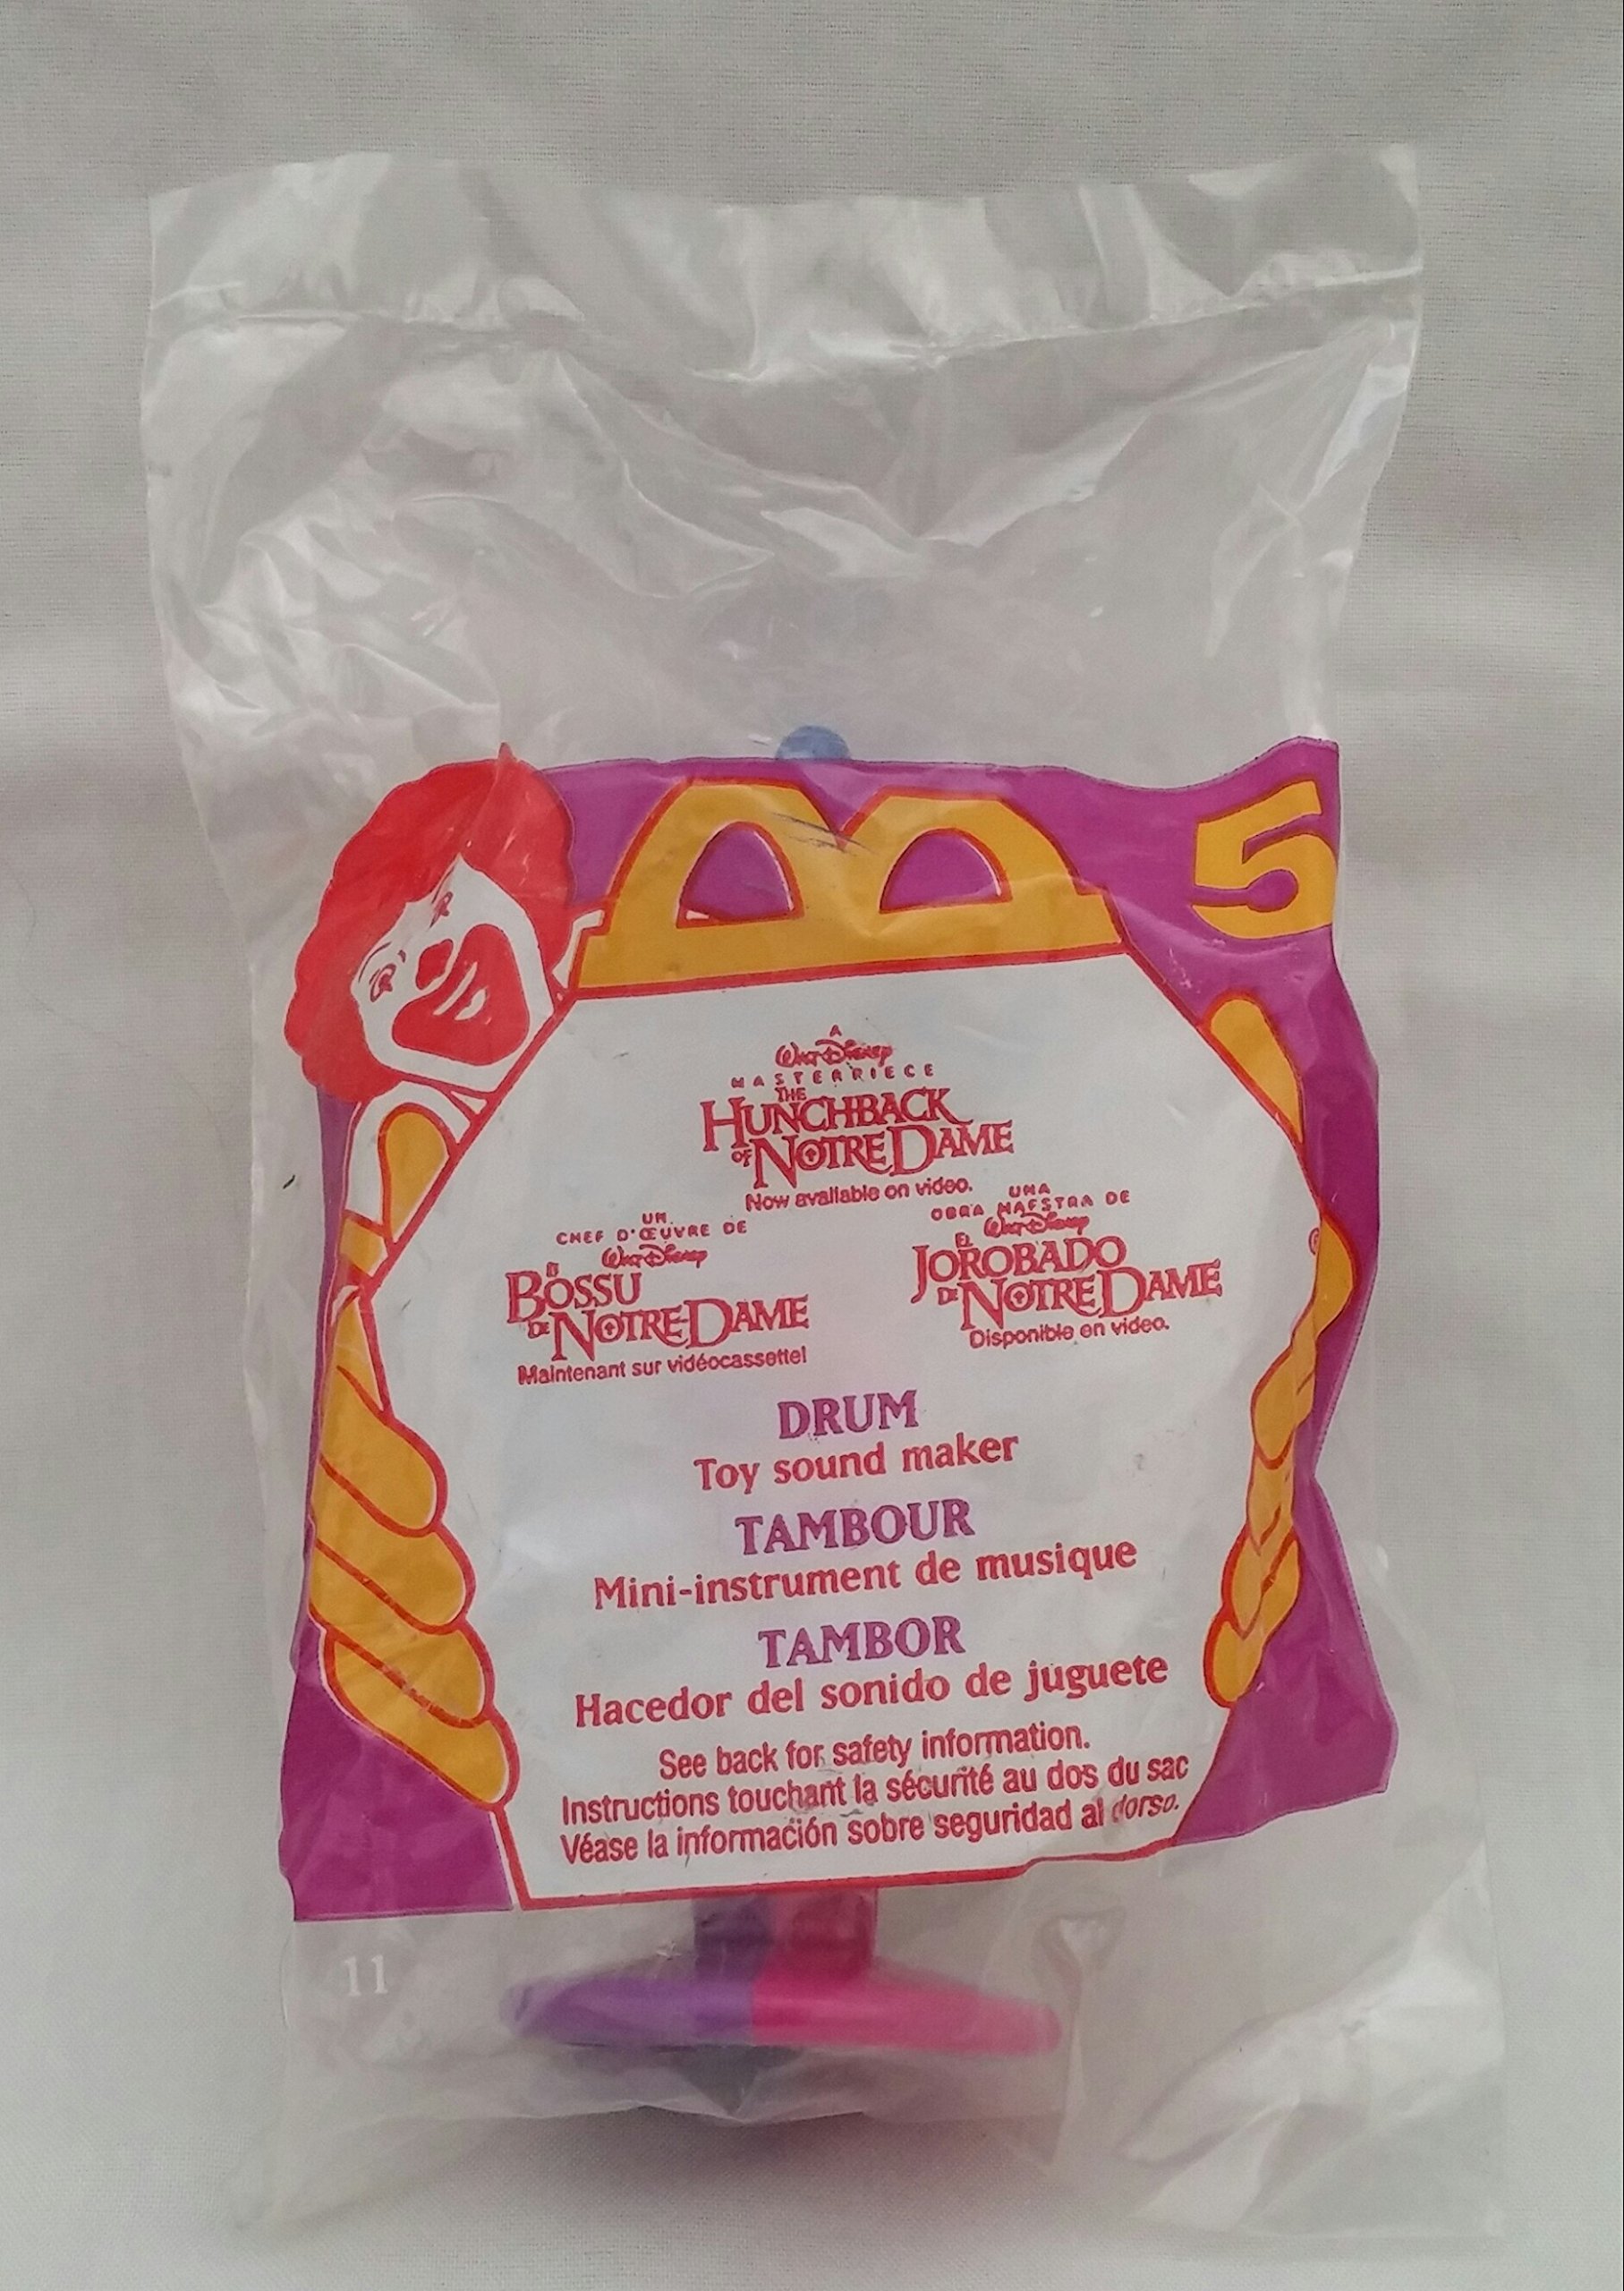 5
A
Walt Disney
MASTERPIECE
THE
HUNCHBACK
OF NOTRE DAME
Now available on video.
UN
CHEF D'ŒUVRE DE
Walt Disney
LE
BOSSU
DE NOTRE-DAME
Maintenant sur vidéocassette!
UNA
OBRA MAESTRA DE
Walt Disney
EL
JOROBADO
DE NOTRE DAME
Disponible en video.
DRUM
Toy sound maker
TAMBOUR
Mini-instrument de musique
TAMBOR
Hacedor del sonido de juguete
See back for safety information.
Instructions touchant la sécurité au dos du sac
Véase la información sobre seguridad al dorso.
11